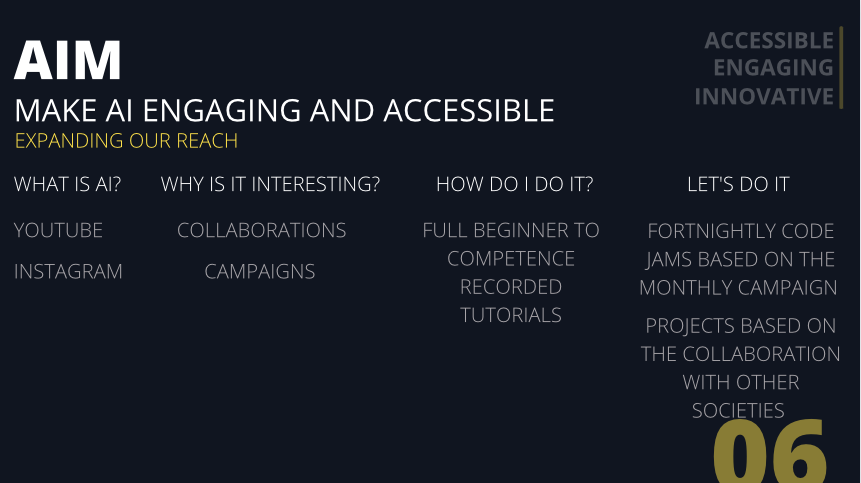 ACCESSIBLE
ENGAGING
INNOVATIVE
AIM
MAKE AI ENGAGING AND ACCESSIBLE
EXPANDING OUR REACH
WHAT IS AI?
YOUTUBE
INSTAGRAM
WHY IS IT INTERESTING?
COLLABORATIONS
CAMPAIGNS
HOW DO I DO IT?
FULL BEGINNER TO
COMPETENCE
RECORDED
TUTORIALS
LET'S DO IT
FORTNIGHTLY CODE
JAMS BASED ON THE
MONTHLY CAMPAIGN
PROJECTS BASED ON
THE COLLABORATION
WITH OTHER
SOCIETIES
06